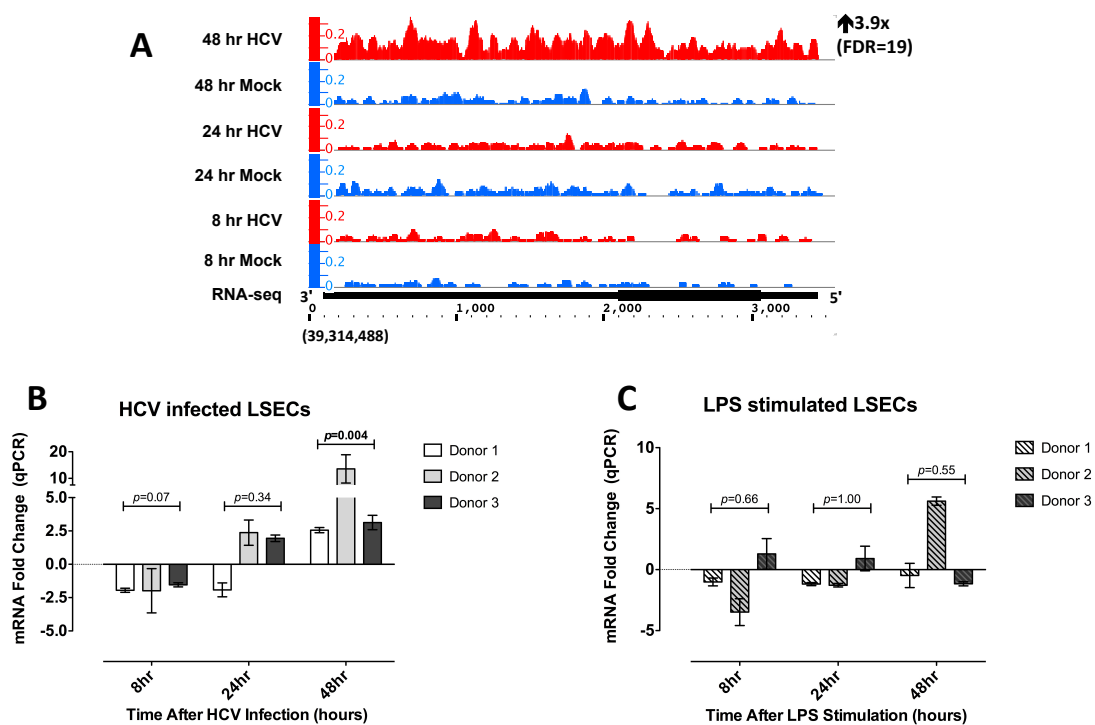 A
48 hr HCV
0.2
0
3.9x
(FDR=19)
48 hr Mock
0.2
0
24 hr HCV
0.2
0
24 hr Mock
0.2
0
8 hr HCV
0.2
0
8 hr Mock
0.2
0
RNA-seq
3'
5'
0
1,000
2,000
3,000
(39,314,488)
B
HCV infected LSECs
mRNA Fold Change (qPCR)
20
10
5.0
2.5
0.0
-2.5
-5.0
p=0.07
p=0.34
p=0.004
Donor 1
Donor 2
Donor 3
8hr
24hr
48hr
Time After HCV Infection (hours)
C
LPS stimulated LSECs
mRNA Fold Change (qPCR)
10
5
0
-5
p=0.66
p=1.00
p=0.55
Donor 1
Donor 2
Donor 3
8hr
24hr
48hr
Time After LPS Stimulation (hours)